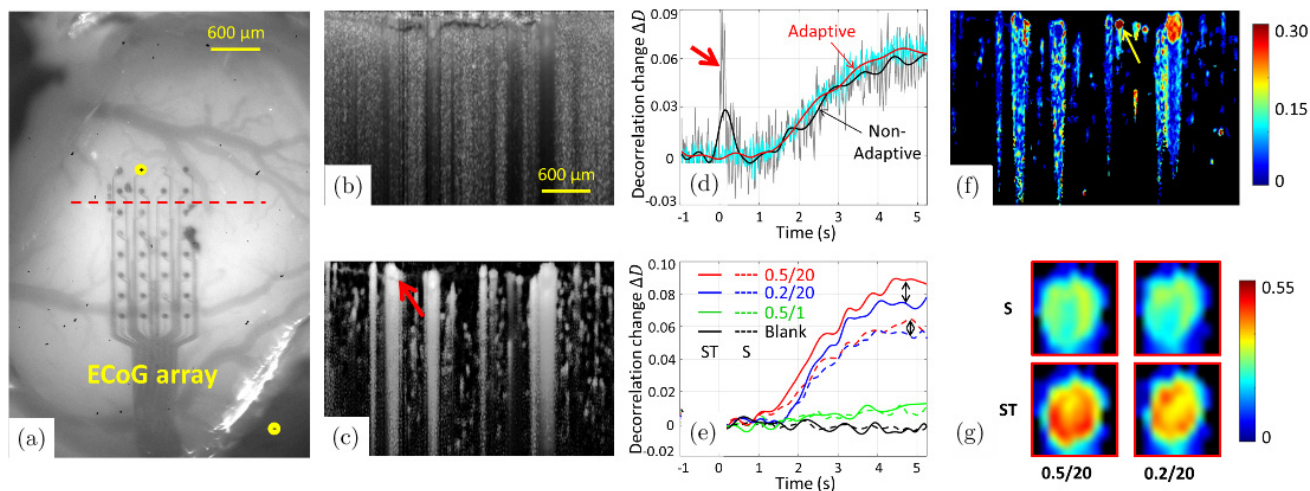 600 µm
ECoG array
(a)
(b)
600 µm
(c)
Decorrelation change ΔD
0.09
0.06
0.03
0
-0.03
Adaptive
Non-
Adaptive
(d)
-1 0 1 2 3 4 5
Time (s)
Decorrelation change ΔD
0.10
0.08
0.06
0.04
0.02
0
-0.02
0.5/20
0.2/20
0.5/1
Blank
ST S
(e)
-1 0 1 2 3 4 5
Time (s)
(f)
0.30
0.15
0
S
ST
(g)
0.5/20 0.2/20
0.55
0